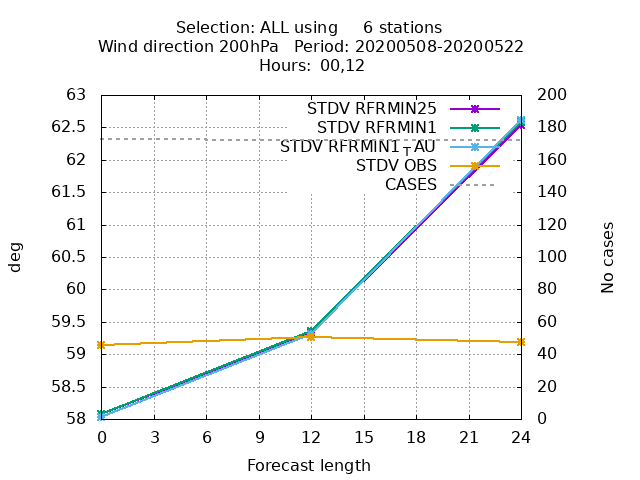 Selection: ALL using 6 stations
Wind direction 200hPa Period: 20200508-20200522
Hours: 00,12
63 200
62.5 180
62 160
61.5 140
61 120
60.5 100
60 80
59.5 60
59 40
58.5 20
58 0
STDV RFRMIN25
STDV RFRMIN1
STDV RFRMIN1_AU
STDV OBS
CASES
deg
No cases
0 3 6 9 12 15 18 21 24
Forecast length